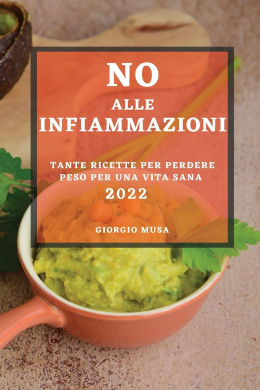 NO
ALLE
INFIAMMAZIONI
TANTE RICETTE PER PERDERE
PESO PER UNA VITA SANA
2022
GIORGIO MUSA